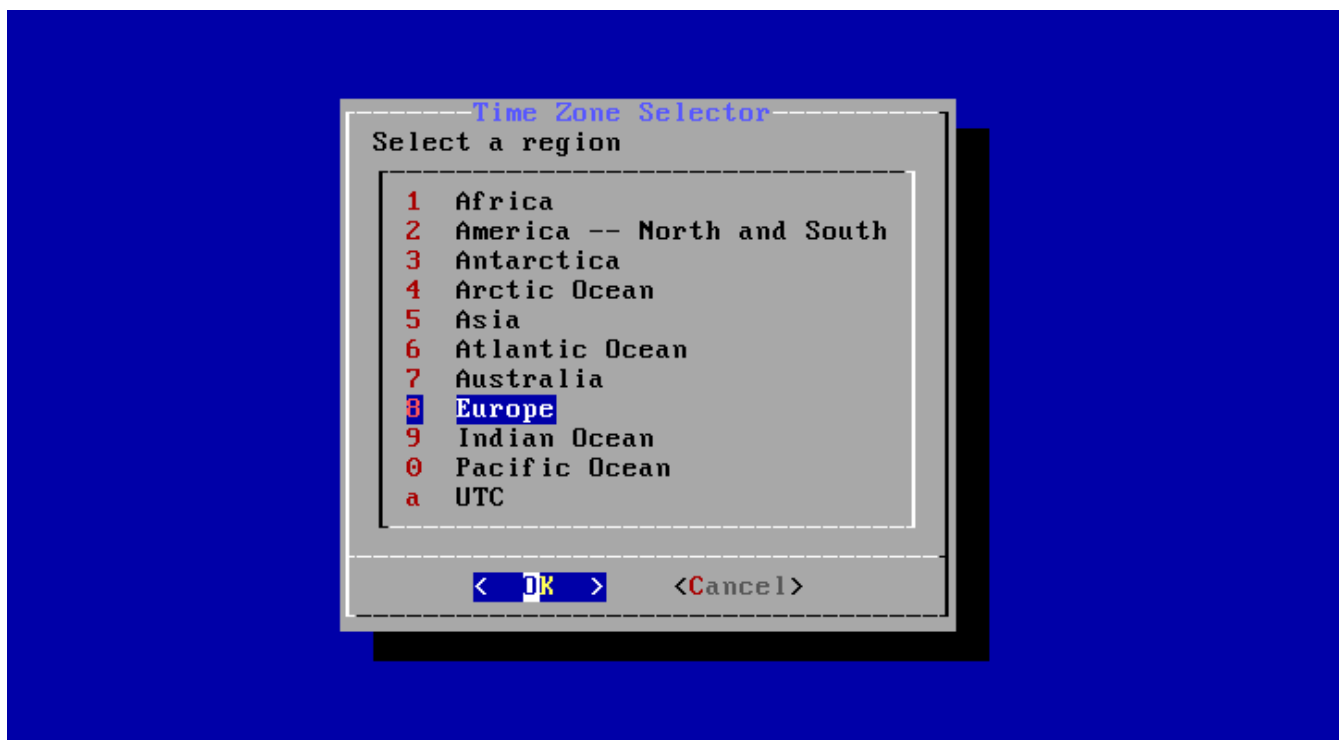 Time Zone Selector
Select a region
1 Africa
2 America -- North and South
3 Antarctica
4 Arctic Ocean
5 Asia
6 Atlantic Ocean
7 Australia
8 Europe
9 Indian Ocean
0 Pacific Ocean
a UTC
< OK > <Cancel>